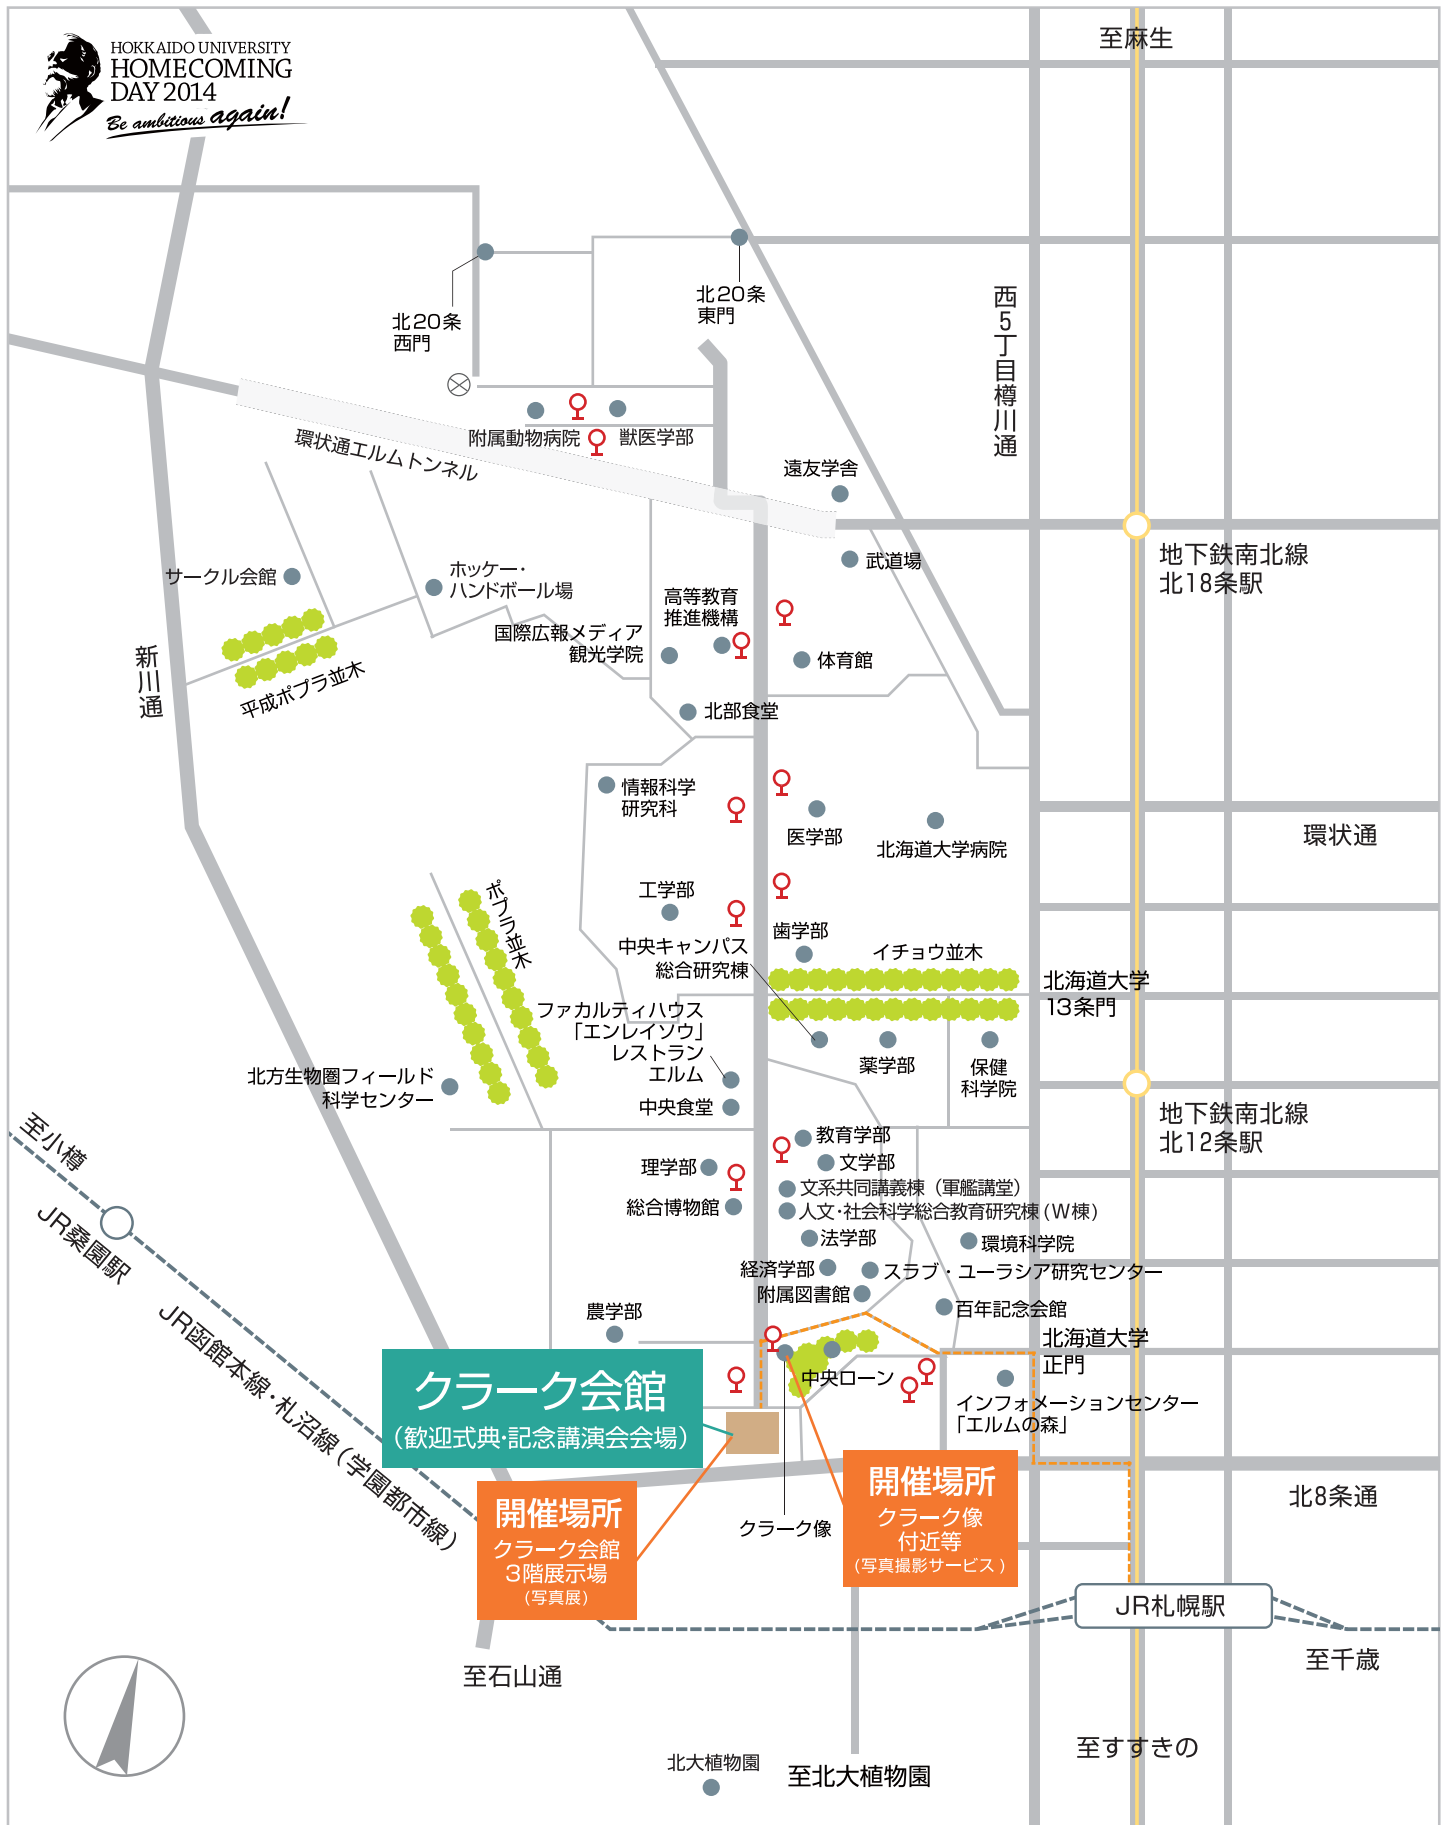 HOKKAIDO UNIVERSITY
HOMECOMING
DAY 2014
Be ambitious again!
至麻生
北20条
東門
北20条
西門
西5丁目樽川通
附属動物病院
獣医学部
環状通エルムトンネル
遠友学舎
武道場
地下鉄南北線
北18条駅
サークル会館
ホッケー・
ハンドボール場
高等教育
推進機構
国際広報メディア
観光学院
体育館
新川通
平成ポプラ並木
北部食堂
情報科学
研究科
医学部
北海道大学病院
環状通
工学部
ポプラ並木
歯学部
中央キャンパス
総合研究棟
イチョウ並木
北海道大学
13条門
ファカルティハウス
「エンレイソウ」
レストラン
エルム
薬学部
保健
科学院
北方生物圏フィールド
科学センター
中央食堂
地下鉄南北線
北12条駅
至小樽
教育学部
文学部
理学部
文系共同講義棟（軍艦講堂）
総合博物館
人文・社会科学総合教育研究棟(W棟)
JR桑園駅
法学部
環境科学院
経済学部
スラブ・ユーラシア研究センター
附属図書館
百年記念会館
農学部
北海道大学
正門
JR函館本線・札沼線（学園都市線）
クラーク会館
（歓迎式典・記念講演会会場）
中央ローン
インフォメーションセンター
「エルムの森」
開催場所
クラーク像
付近等
(写真撮影サービス)
開催場所
クラーク会館
3階展示場
(写真展)
クラーク像
北8条通
JR札幌駅
至千歳
至石山通
至すすきの
北大植物園
至北大植物園